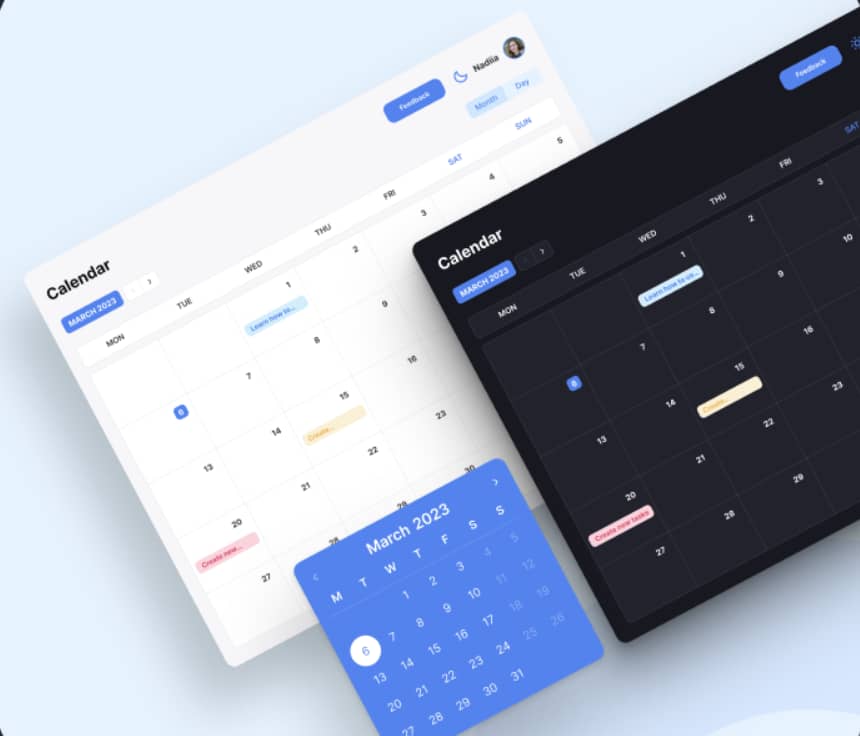 Nadiia
Feedback
Month Day
Calendar
MARCH 2023
MON TUE WED THU FRI SAT SUN
1 2 3 4 5
Learn how to...
6 7 8 9
13 14 15 16
Create...
20 21 22 23
Create new...
27 28 29 30
Feedback
Calendar
MARCH 2023
MON TUE WED THU FRI SAT
1 2 3
Learn how to us...
6 7 8 9 10
13 14 15 16
Create...
20 21 22 23
Create new tasks
27 28 29
March 2023
M T W T F S S
1 2 3 4 5
6 7 8 9 10 11 12
13 14 15 16 17 18 19
20 21 22 23 24 25 26
27 28 29 30 31